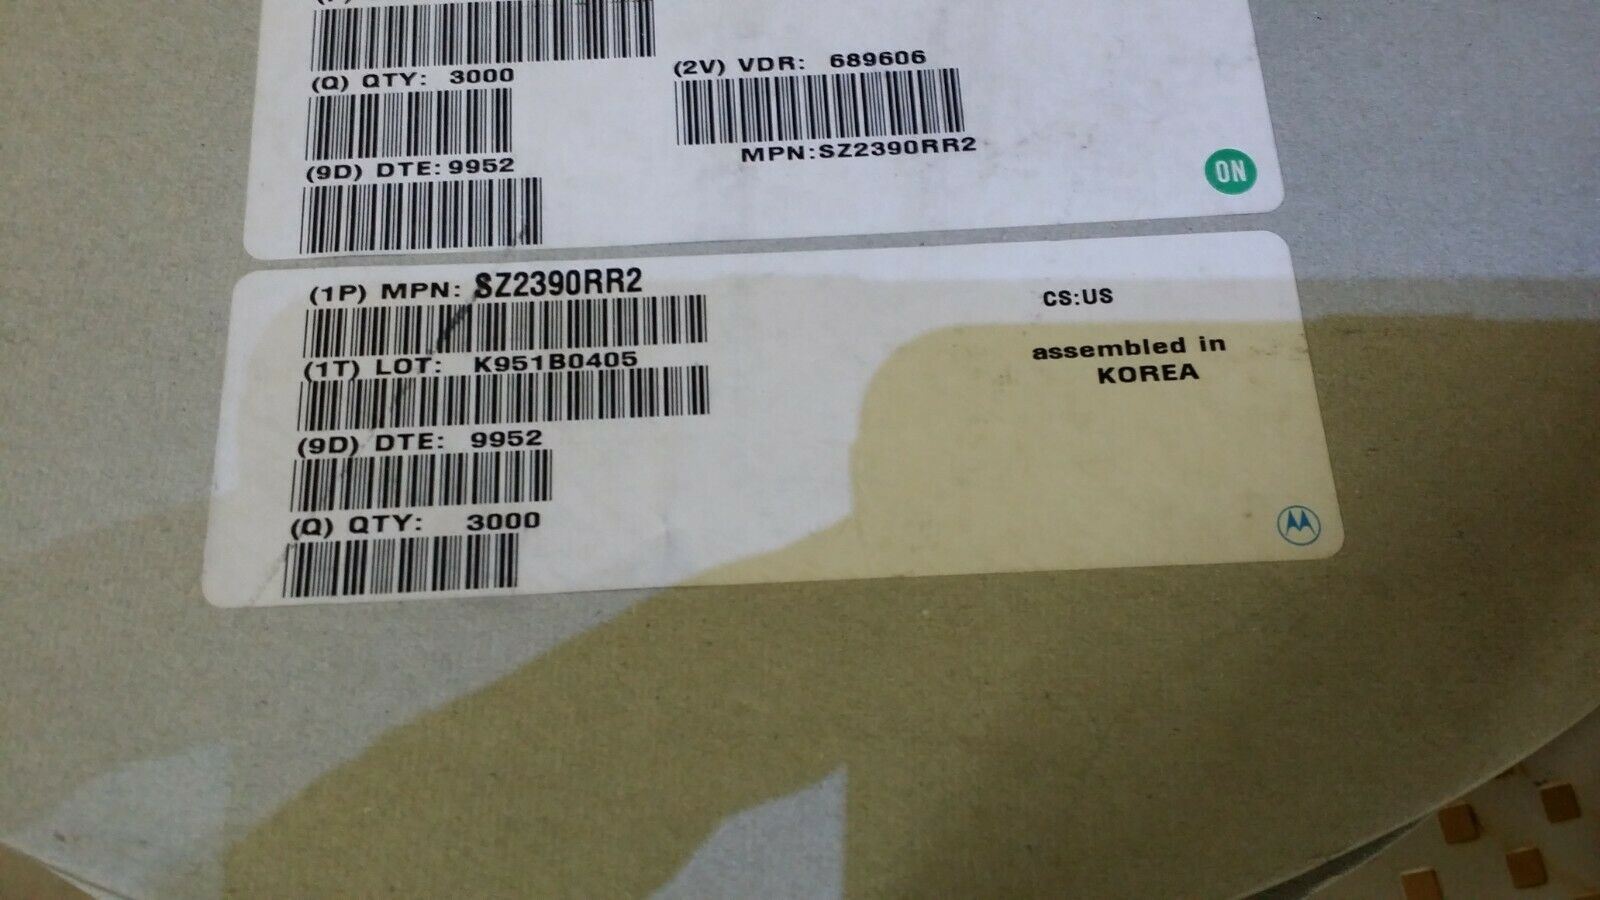 (Q) QTY: 3000
(2V) VDR: 689606
(9D) DTE: 9952
MPN:SZ2390RR2
ON
(1P) MPN: SZ2390RR2
CS:US
(1T) LOT: K951B0405
assembled in
KOREA
(9D) DTE: 9952
(Q) QTY: 3000